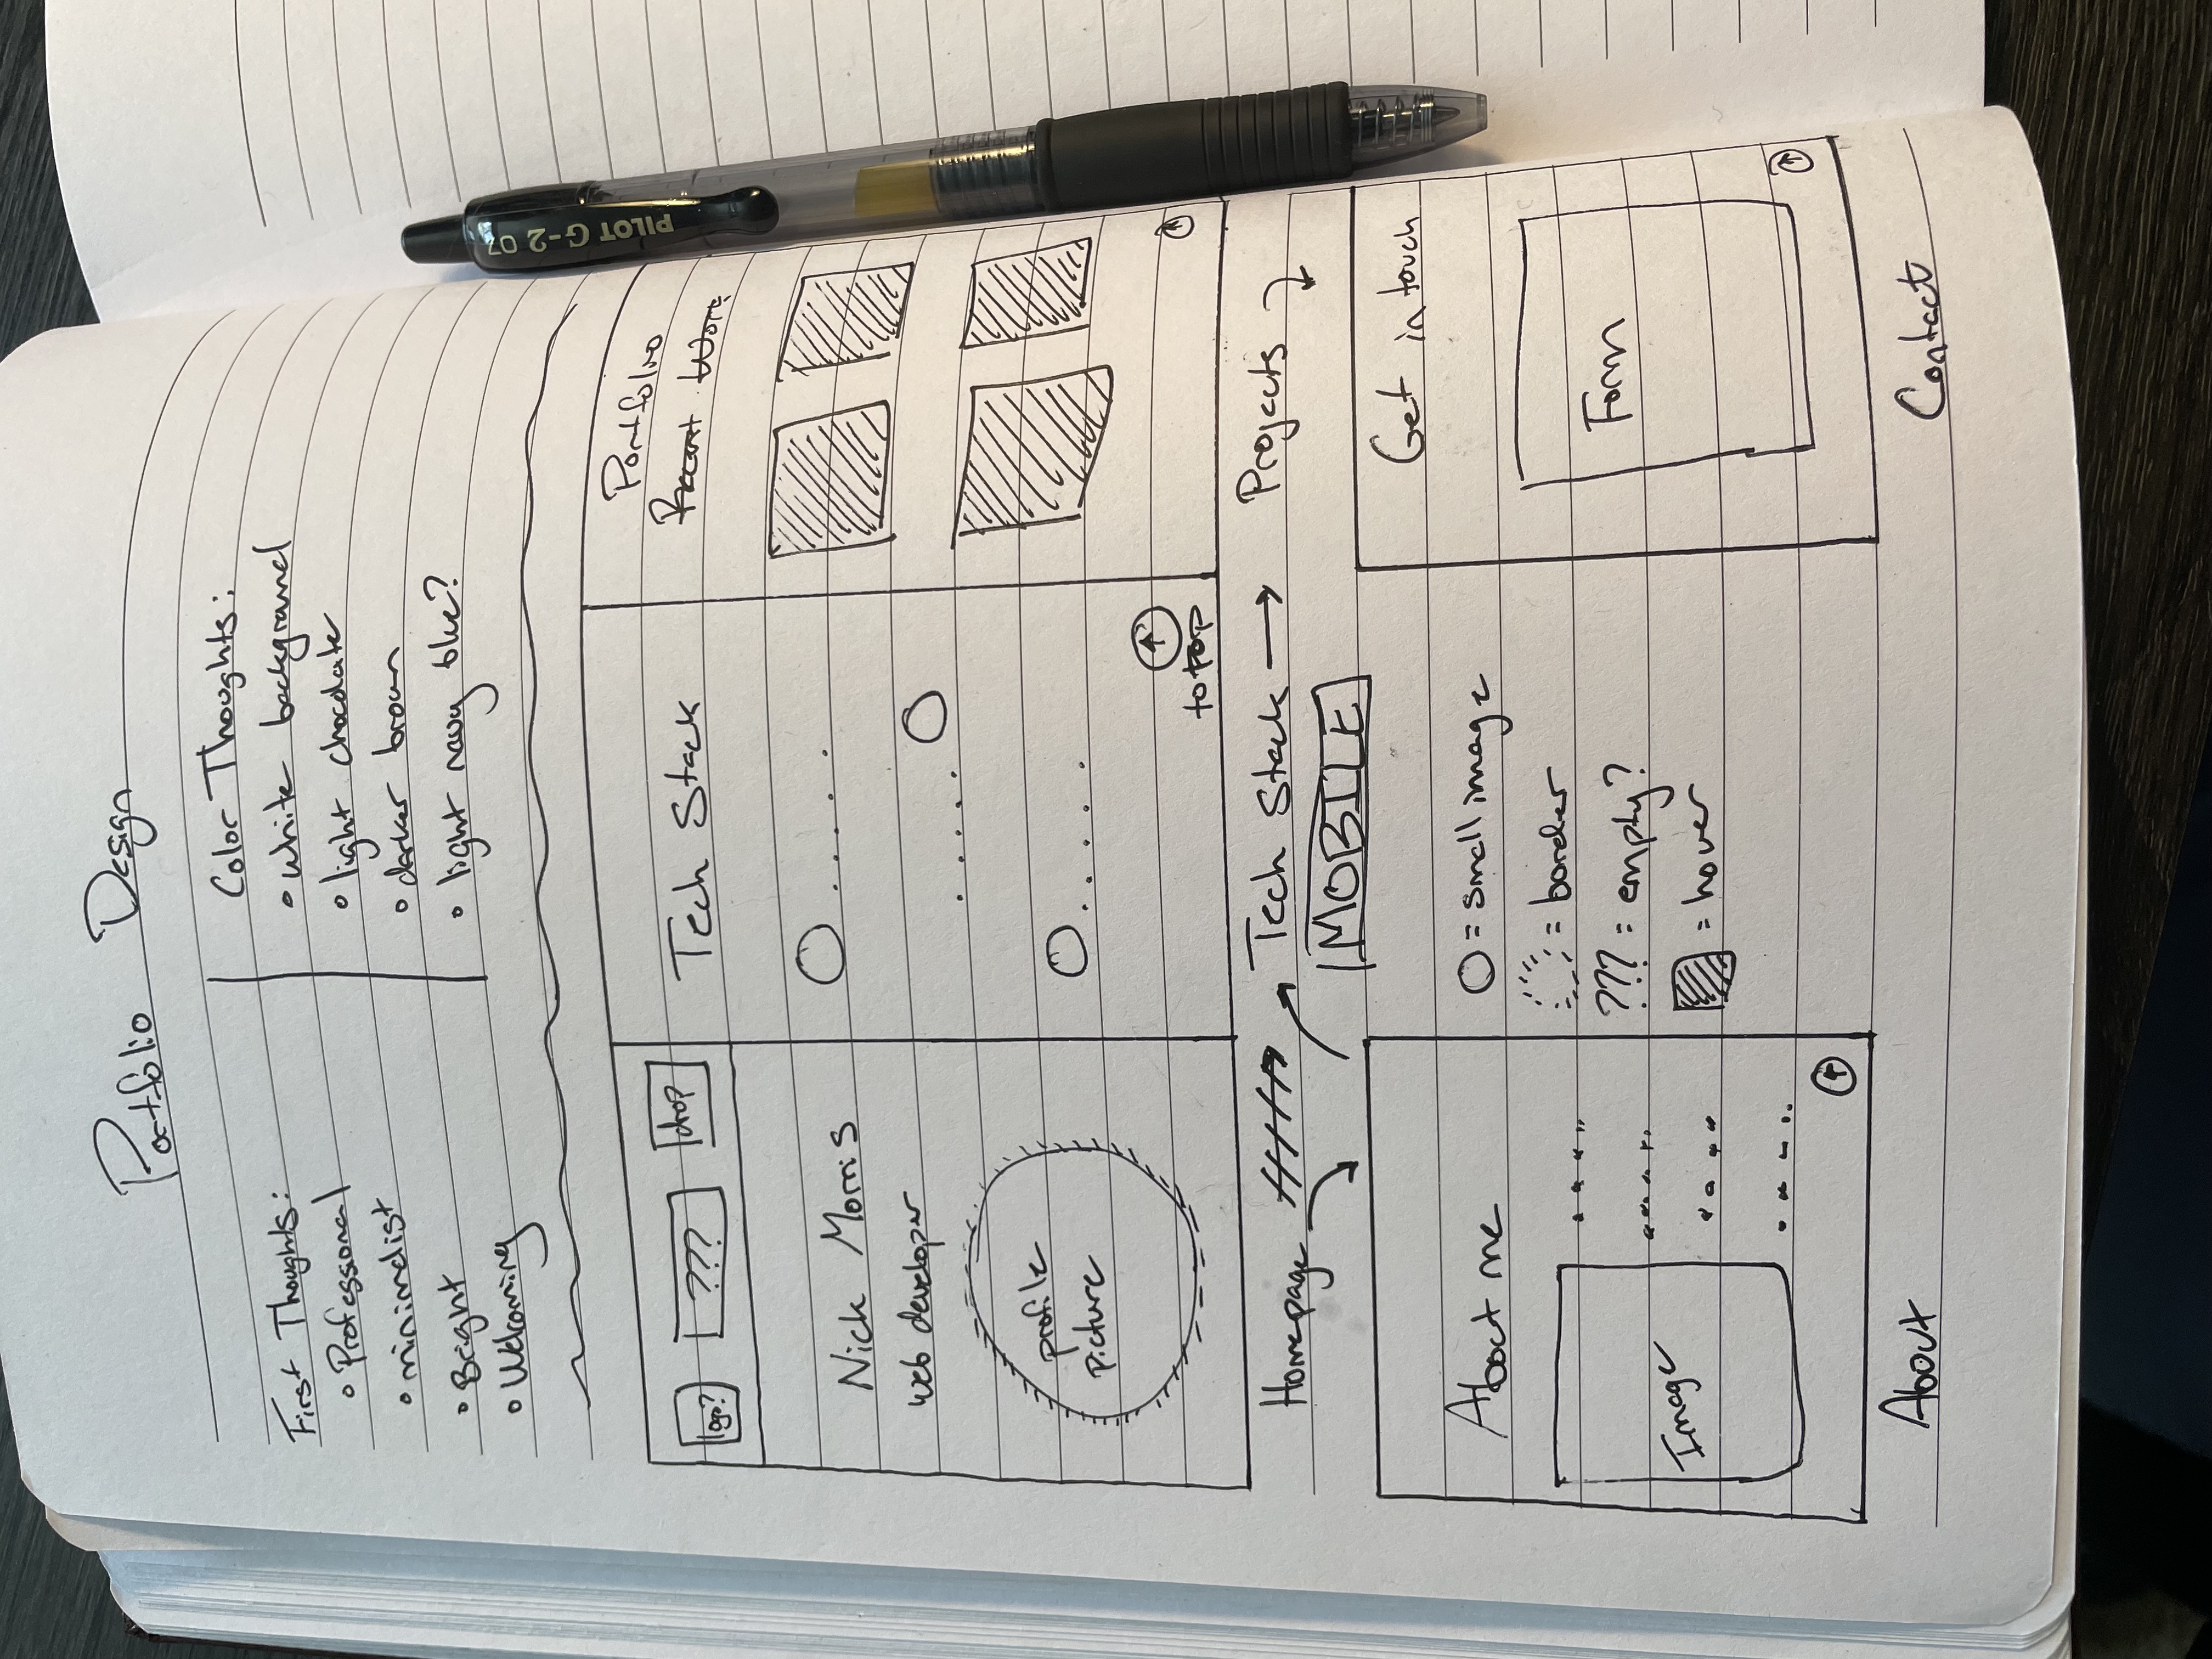 Portfolio Design
First Thoughts:
• Professional
• minimalist
• Bright
• Welcoming
Color Thoughts:
• white background
• light chocolate
• darker brown
• light navy blue?
logo?
???
drop
Nick Morris
web developer
profile
picture
Tech Stack
to top
Portfolio
Recent Work
Homepage
Tech Stack
Projects
MOBILE
About me
Image
= small image
= border
??? = empty?
= hover
Get in touch
Form
About
Contact
PILOT G-2 07